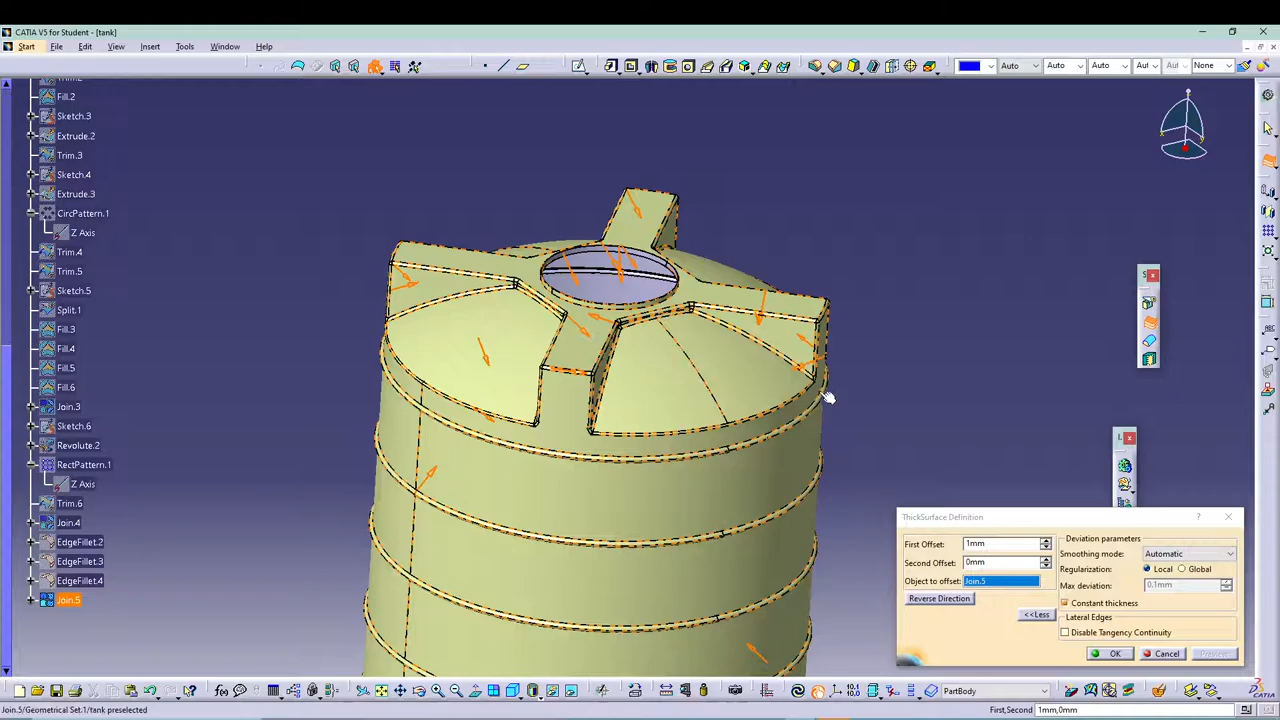 CATIA V5 for Student - [tank]
Start File Edit View Insert Tools Window Help
Auto Auto Auto Aut Aut None
Fill.2
Sketch.3
Extrude.2
Trim.3
Sketch.4
Extrude.3
CircPattern.1
Z Axis
Trim.4
Trim.5
Sketch.5
Split.1
Fill.3
Fill.4
Fill.5
Fill.6
Join.3
Sketch.6
Revolute.2
RectPattern.1
Z Axis
Trim.6
Join.4
EdgeFillet.2
EdgeFillet.3
EdgeFillet.4
Join.5
S
L
ThickSurface Definition ? X
First Offset: 1mm
Second Offset: 0mm
Object to offset: Join.5
Reverse Direction
<<Less
Deviation parameters
Smoothing mode: Automatic
Regularization: Local Global
Max deviation: 0.1mm
Constant thickness
Lateral Edges
Disable Tangency Continuity
OK Cancel Preview
PartBody
Join.5/Geometrical Set.1/tank preselected
First,Second 1mm,0mm